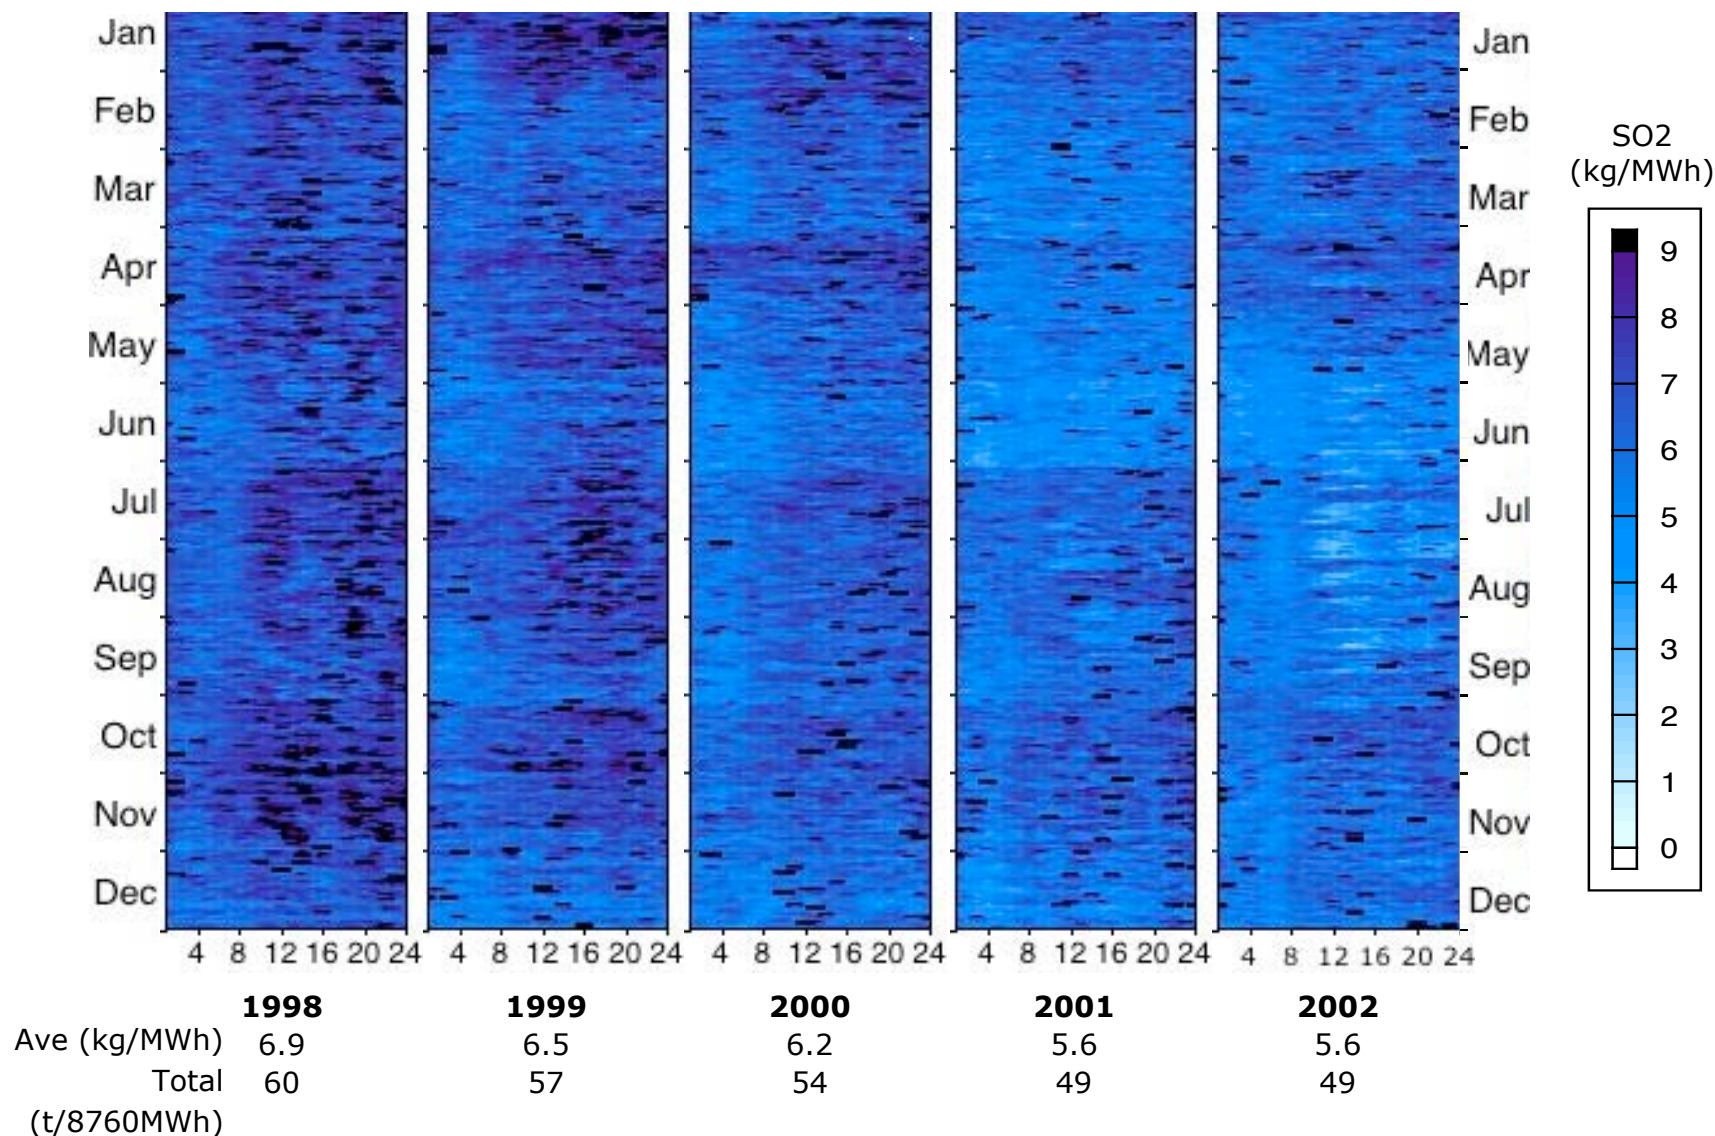 Jan
Feb
Mar
Apr
May
Jun
Jul
Aug
Sep
Oct
Nov
Dec
Jan
Feb
Mar
Apr
May
Jun
Jul
Aug
Sep
Oct
Nov
Dec
SO2
(kg/MWh)
9
8
7
6
5
4
3
2
1
0
4 8 12 16 20 24 4 8 12 16 20 24 4 8 12 16 20 24 4 8 12 16 20 24 4 8 12 16 20 24
1998 1999 2000 2001 2002
Ave (kg/MWh) 6.9 6.5 6.2 5.6 5.6
Total 60 57 54 49 49
(t/8760MWh)